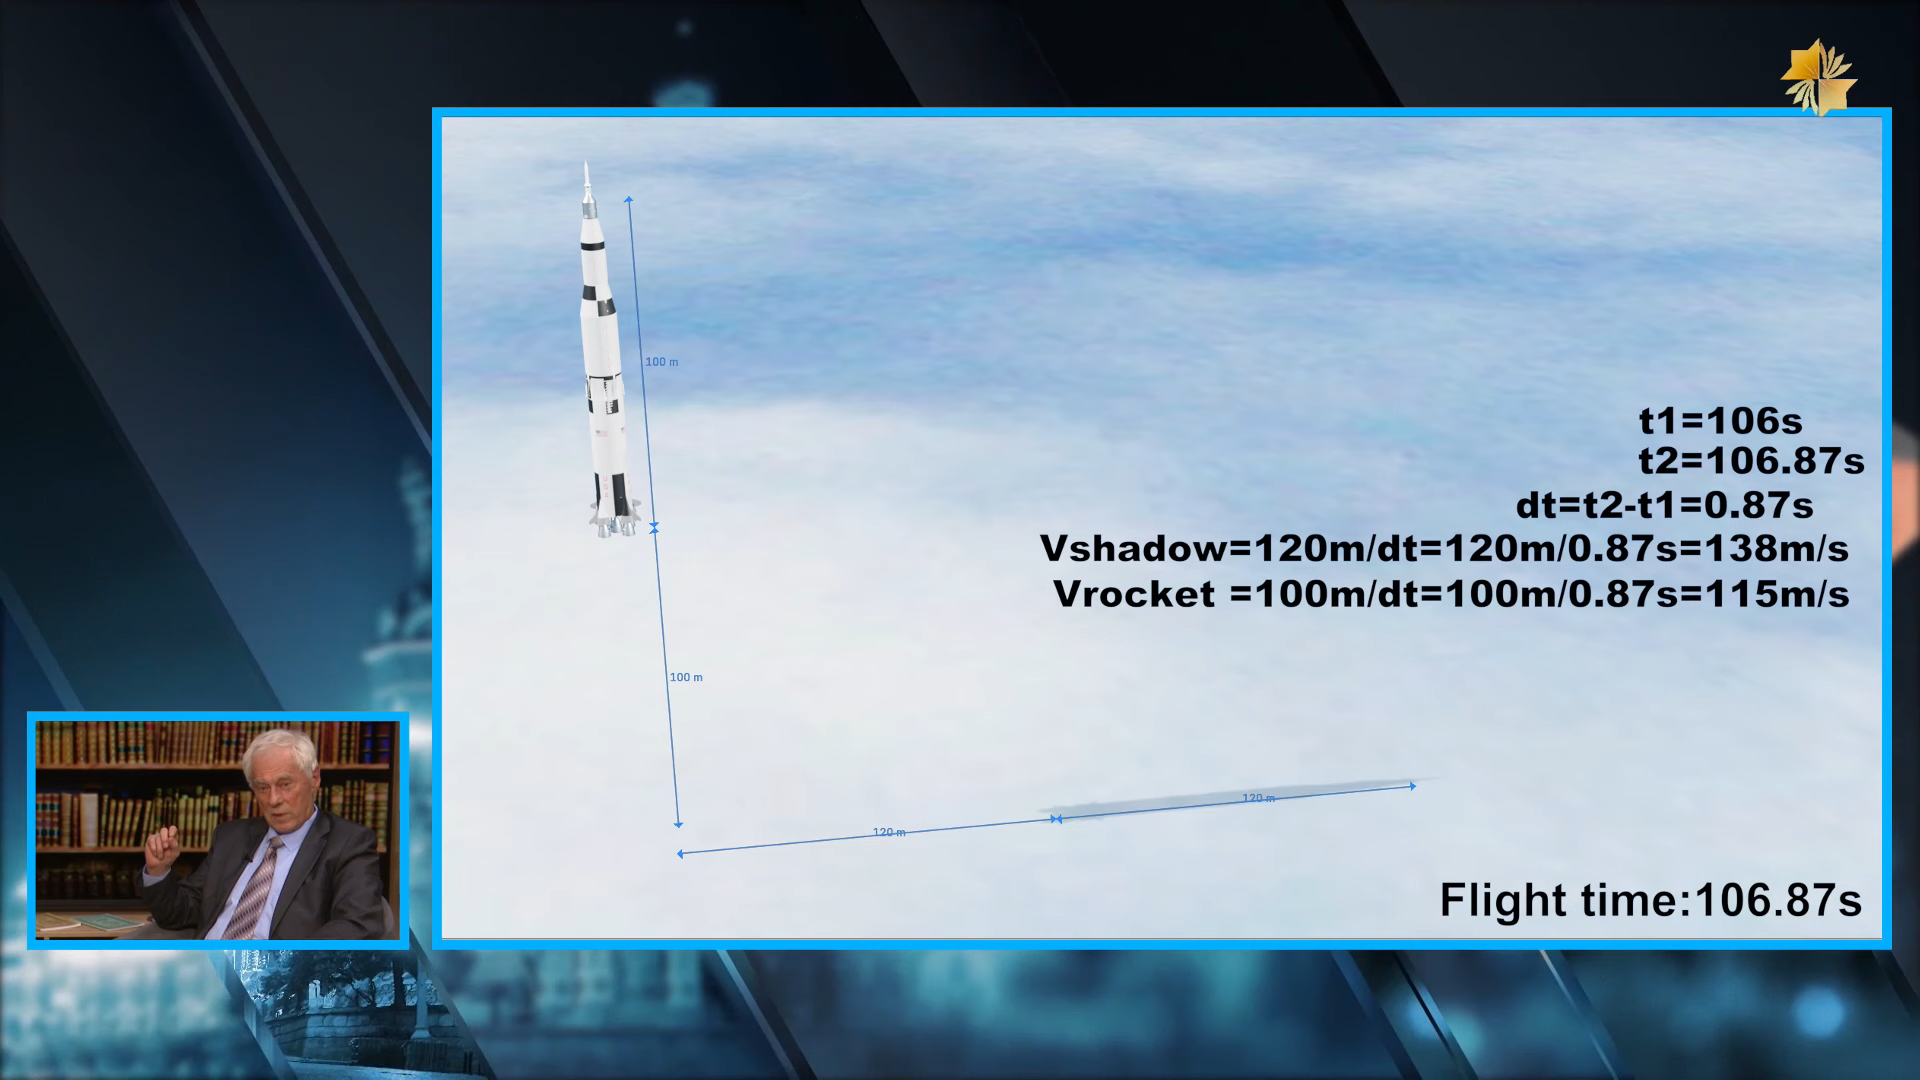 100 m
t1=106s
t2=106.87s
dt=t2-t1=0.87s
Vshadow=120m/dt=120m/0.87s=138m/s
Vrocket =100m/dt=100m/0.87s=115m/s
100 m
120 m
120 m
Flight time:106.87s